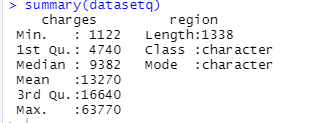 > summary(datasetq)
charges region
Min. : 1122 Length:1338
1st Qu.: 4740 Class :character
Median : 9382 Mode :character
Mean :13270
3rd Qu.:16640
Max. :63770